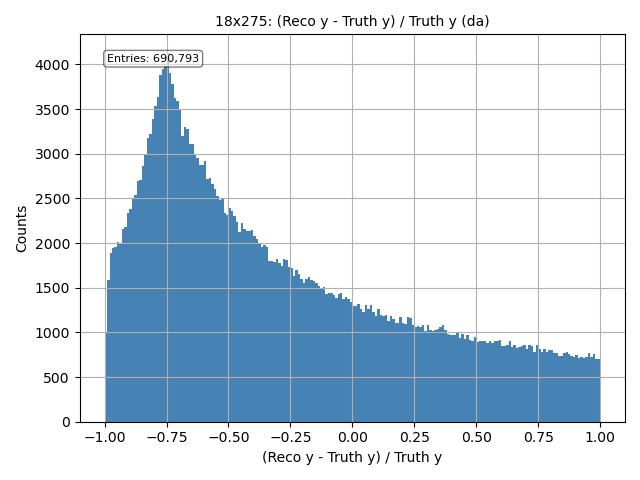 18x275: (Reco y - Truth y) / Truth y (da)
Entries: 690,793
Counts
4000
3500
3000
2500
2000
1500
1000
500
0
−1.00 −0.75 −0.50 −0.25 0.00 0.25 0.50 0.75 1.00
(Reco y - Truth y) / Truth y